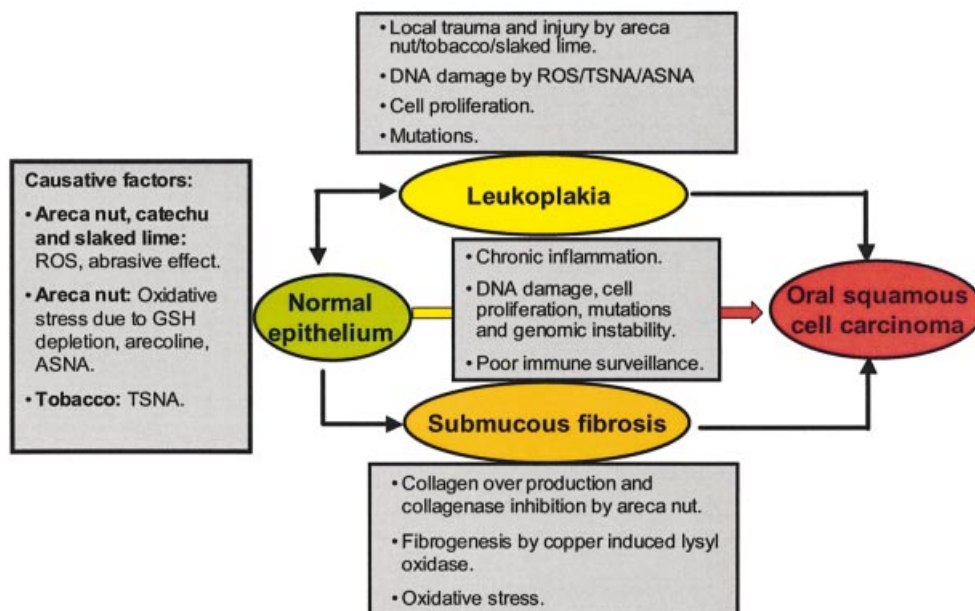 • Local trauma and injury by areca
nut/tobacco/slaked lime.
• DNA damage by ROS/TSNA/ASNA
• Cell proliferation.
• Mutations.
Causative factors:
• Areca nut, catechu
and slaked lime:
ROS, abrasive effect.
• Areca nut: Oxidative
stress due to GSH
depletion, arecoline,
ASNA.
• Tobacco: TSNA.
Leukoplakia
Normal
epithelium
• Chronic inflammation.
• DNA damage, cell
proliferation, mutations
and genomic instability.
• Poor immune surveillance.
Oral squamous
cell carcinoma
Submucous fibrosis
• Collagen over production and
collagenase inhibition by areca nut.
• Fibrogenesis by copper induced lysyl
oxidase.
• Oxidative stress.